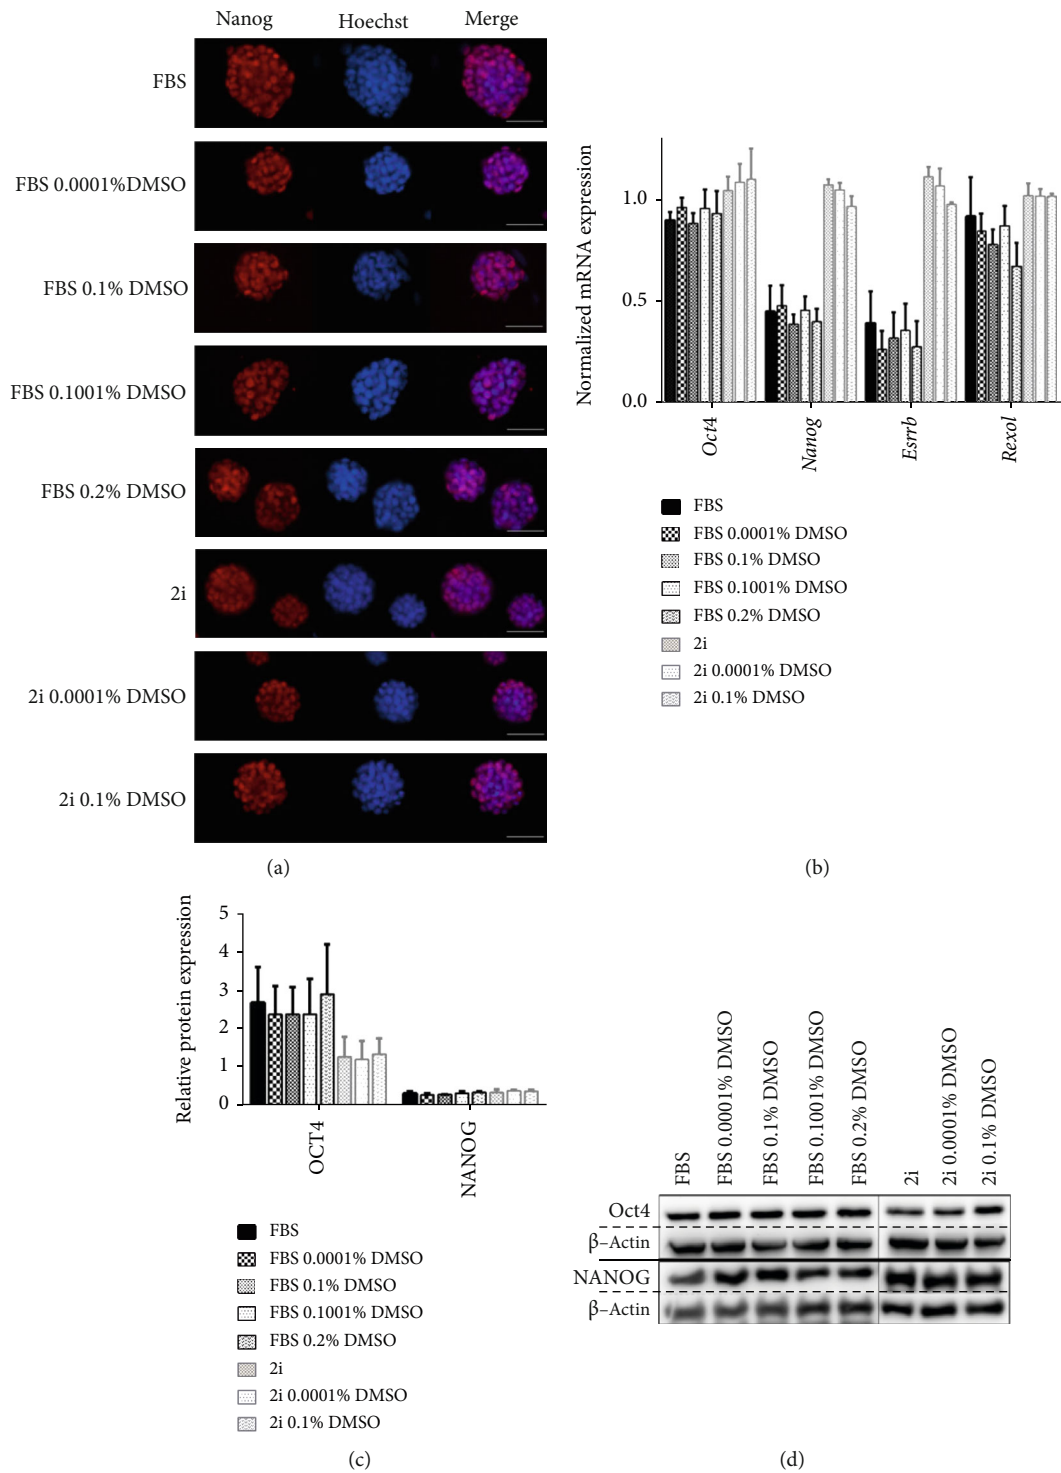 Nanog Hoechst Merge
FBS
FBS 0.0001%DMSO
FBS 0.1% DMSO
FBS 0.1001% DMSO
FBS 0.2% DMSO
2i
2i 0.0001% DMSO
2i 0.1% DMSO
(a)
Normalized mRNA expression
1.0
0.5
0.0
Oct4
Nanog
Esrrb
Rexol
FBS
FBS 0.0001% DMSO
FBS 0.1% DMSO
FBS 0.1001% DMSO
FBS 0.2% DMSO
2i
2i 0.0001% DMSO
2i 0.1% DMSO
(b)
Relative protein expression
5
4
3
2
1
0
OCT4
NANOG
FBS
FBS 0.0001% DMSO
FBS 0.1% DMSO
FBS 0.1001% DMSO
FBS 0.2% DMSO
2i
2i 0.0001% DMSO
2i 0.1% DMSO
(c)
FBS
FBS 0.0001% DMSO
FBS 0.1% DMSO
FBS 0.1001% DMSO
FBS 0.2% DMSO
2i
2i 0.0001% DMSO
2i 0.1% DMSO
Oct4
β–Actin
NANOG
β–Actin
(d)